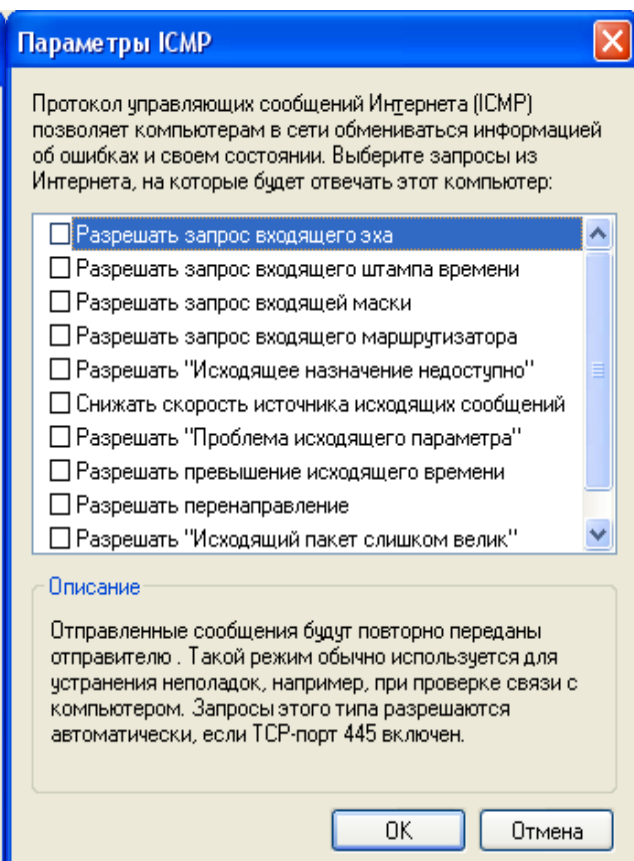 Параметры ICMP
Протокол управляющих сообщений Интернета (ICMP)
позволяет компьютерам в сети обмениваться информацией
об ошибках и своем состоянии. Выберите запросы из
Интернета, на которые будет отвечать этот компьютер:
Разрешать запрос входящего эха
Разрешать запрос входящего штампа времени
Разрешать запрос входящей маски
Разрешать запрос входящего маршрутизатора
Разрешать "Исходящее назначение недоступно"
Снижать скорость источника исходящих сообщений
Разрешать "Проблема исходящего параметра"
Разрешать превышение исходящего времени
Разрешать перенаправление
Разрешать "Исходящий пакет слишком велик"
Описание
Отправленные сообщения будут повторно переданы
отправителю . Такой режим обычно используется для
устранения неполадок, например, при проверке связи с
компьютером. Запросы этого типа разрешаются
автоматически, если TCP-порт 445 включен.
ОК
Отмена